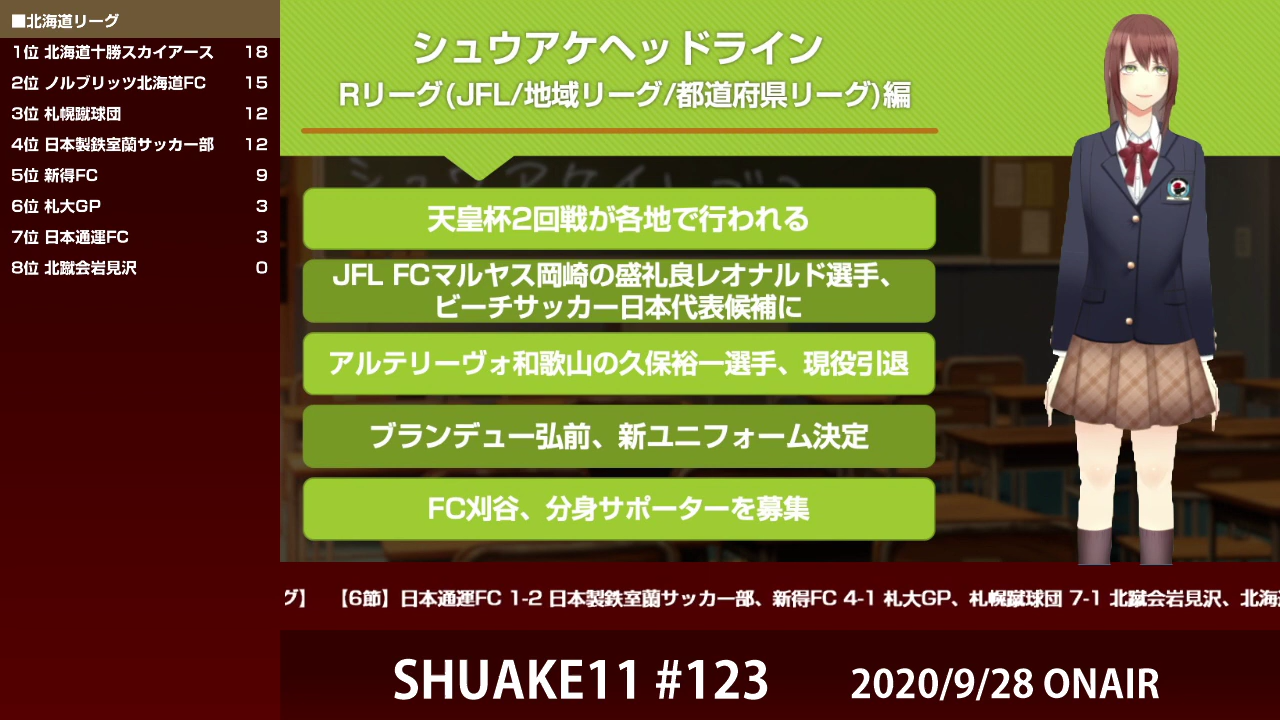 ■北海道リーグ
1位 北海道十勝スカイアース 18
2位 ノルブリッツ北海道FC 15
3位 札幌蹴球団 12
4位 日本製鉄室蘭サッカー部 12
5位 新得FC 9
6位 札大GP 3
7位 日本通運FC 3
8位 北蹴会岩見沢 0
シュウアケヘッドライン
Rリーグ(JFL/地域リーグ/都道府県リーグ)編
天皇杯2回戦が各地で行われる
JFL FCマルヤス岡崎の盛礼良レオナルド選手、
ビーチサッカー日本代表候補に
アルテリーヴォ和歌山の久保裕一選手、現役引退
ブランデュー弘前、新ユニフォーム決定
FC刈谷、分身サポーターを募集
グ】 【6節】日本通運FC 1-2 日本製鉄室蘭サッカー部、新得FC 4-1 札大GP、札幌蹴球団 7-1 北蹴会岩見沢、北海
SHUAKE11 #123
2020/9/28 ONAIR